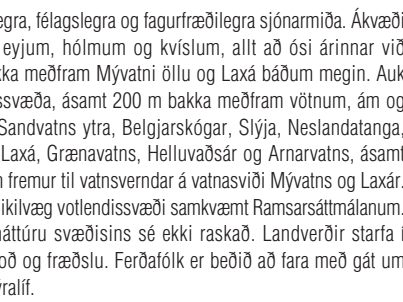 egra, félagslegra og fagurfræðilegra sjónarmiða. Ákvæði
eyjum, hólmum og kvíslum, allt að ósi árinnar við
ka meðfram Mývatni öllu og Laxá báðum megin. Auk
ssvæða, ásamt 200 m bakka meðfram vötnum, ám og
Sandvatns ytra, Belgjarskógar, Slýja, Neslandatanga,
Laxá, Grænavatns, Helluvaðsár og Arnarvatns, ásamt
fremur til vatnsverndar á vatnasviði Mývatns og Laxár.
ikilvæg votlendissvæði samkvæmt Ramsarsáttmálanum.
áttúru svæðisins sé ekki raskað. Landverðir starfa í
oð og fræðslu. Ferðafólk er beðið að fara með gát um
ralíf.